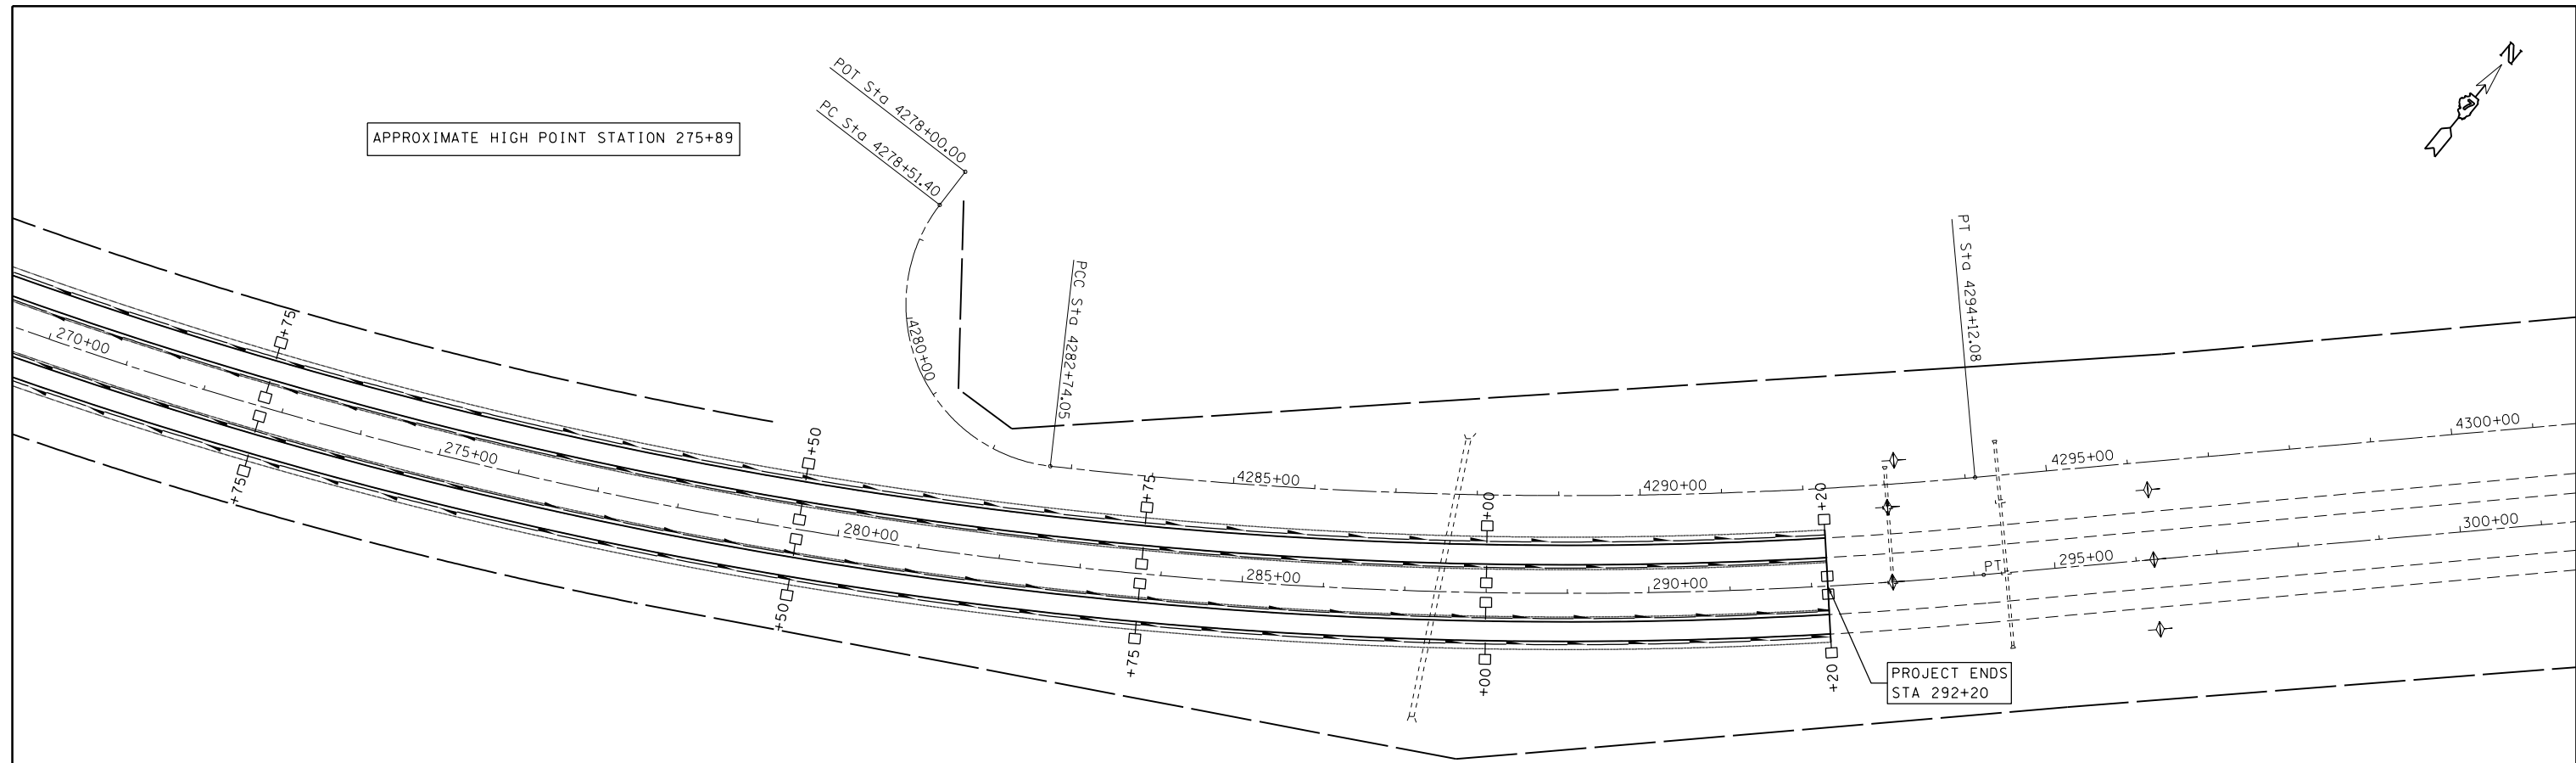 POT Sta 4278+00.00
PC Sta 4278+51.40
N
APPROXIMATE HIGH POINT STATION 275+89
PCC Sta 4282+74.05
PT Sta 4294+12.08
270+00
+75
4280+00
275+00
+50
+75
4285+00
+00
4290+00
+20
4295+00
4300+00
280+00
285+00
290+00
PT
295+00
300+00
+75
+50
+75
+00
+20
PROJECT ENDS
STA 292+20